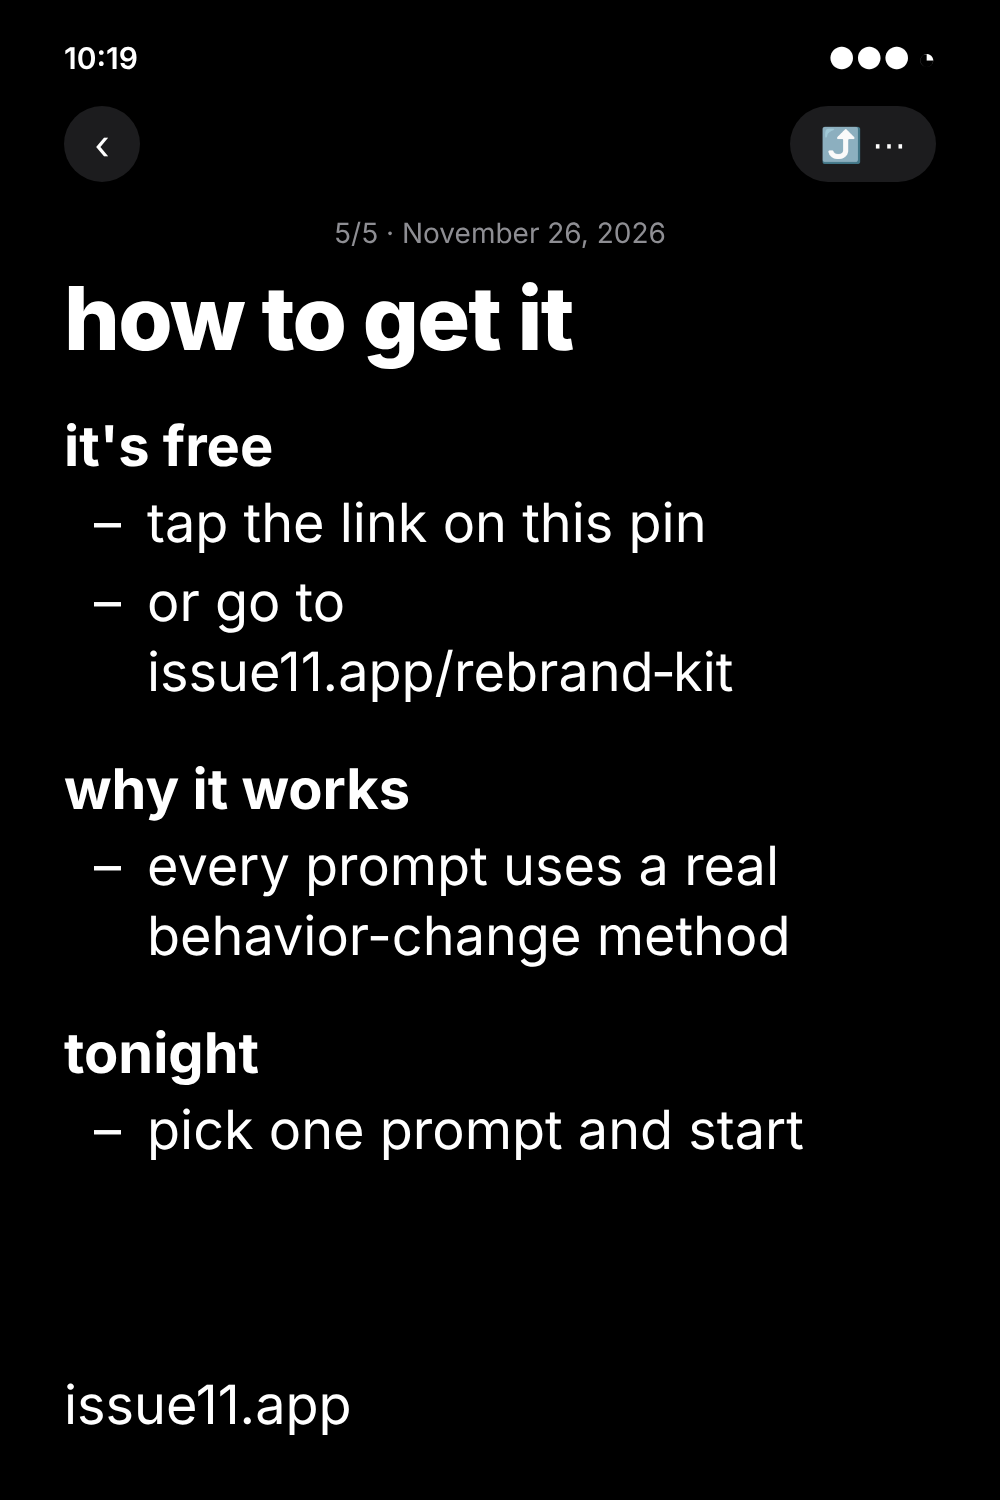 10:19
‹
⤴ ···
5/5 · November 26, 2026
how to get it
it's free
– tap the link on this pin
– or go to
issue11.app/rebrand-kit
why it works
– every prompt uses a real
behavior-change method
tonight
– pick one prompt and start
issue11.app